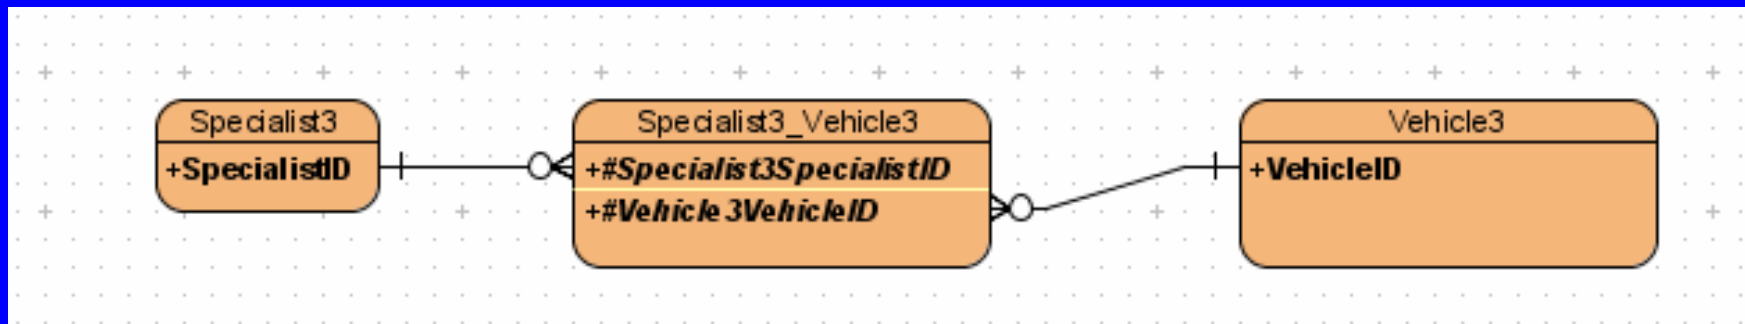 Specialist3
+SpecialistID
Specialist3_Vehicle3
+#Specialist3SpecialistID
+#Vehicle3VehicleID
Vehicle3
+VehicleID